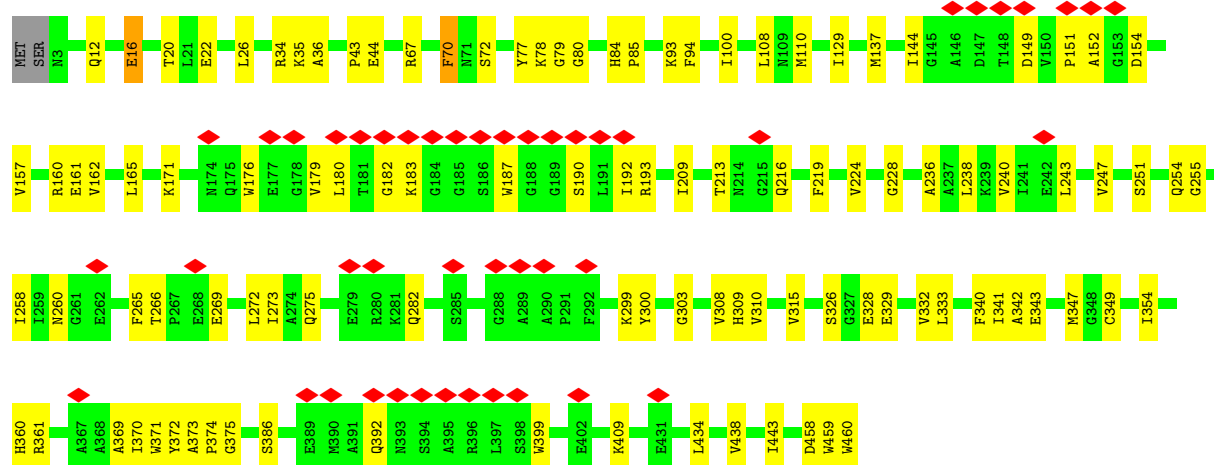 MET SER N3 Q12 E16 T20 L21 E22 L26 R34 K35 A36 P43 E44 R67 F70 N71 S72 Y77 K78 G79 G80 H84 P85 K93 F94 I100 L108 N109 M110 I129 M137 I144 G145 A146 D147 T148 D149 V150 P151 A152 G153 D154
V157 R160 E161 V162 L165 K171 N174 Q175 W176 E177 G178 V179 L180 T181 G182 K183 G184 G185 S186 W187 G188 G189 S190 L191 I192 R193 I209 T213 N214 G215 Q216 F219 V224 G228 A236 A237 L238 K239 V240 I241 E242 L243 V247 S251 Q254 G255
I258 I259 N260 G261 E262 F265 T266 P267 E268 E269 L272 I273 A274 Q275 E279 R280 K281 Q282 S285 G288 A289 A290 P291 F292 K299 Y300 G303 V308 H309 V310 V315 S326 G327 E328 E329 V332 L333 F340 I341 A342 E343 M347 G348 C349 I354
H360 R361 A367 A368 A369 I370 W371 Y372 A373 P374 G375 S386 E389 M390 A391 Q392 N393 S394 A395 R396 L397 S398 W399 E402 K409 E431 L434 V438 I443 D458 W459 W460